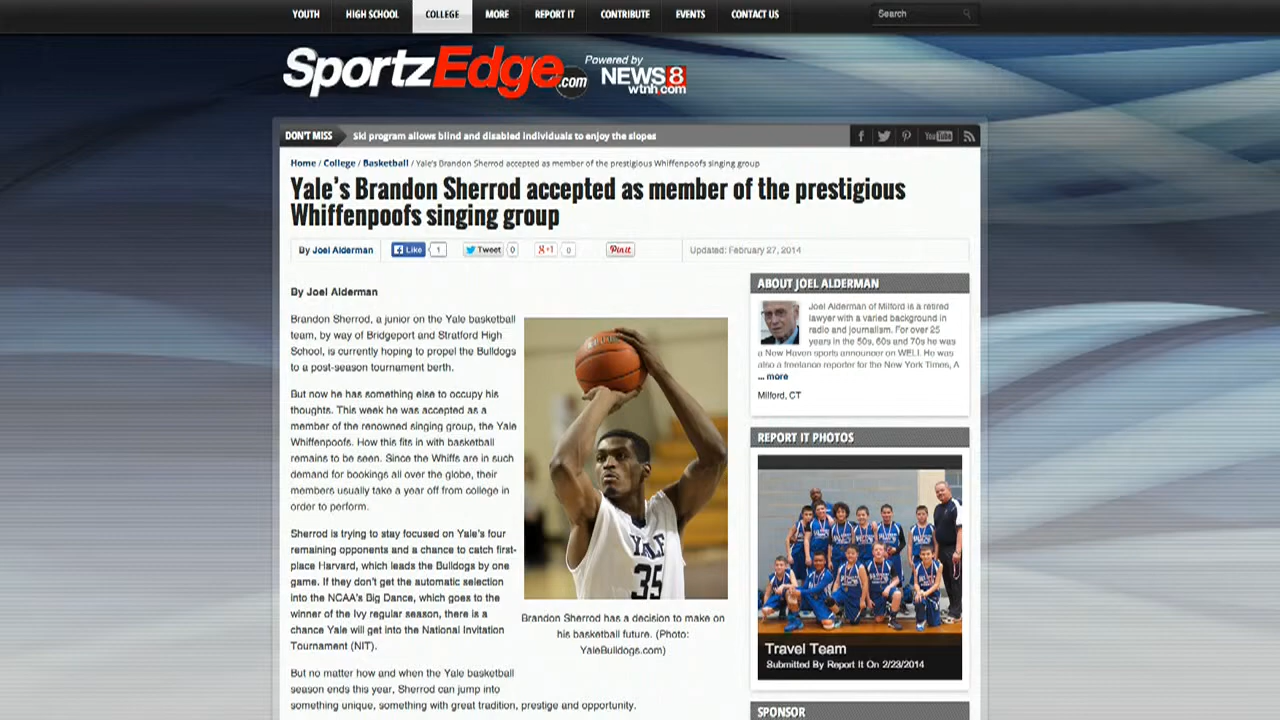 YOUTH HIGH SCHOOL COLLEGE MORE REPORT IT CONTRIBUTE EVENTS CONTACT US Search
SportzEdge.com Powered by NEWS 8 wtnh.com
DON'T MISS Ski program allows blind and disabled individuals to enjoy the slopes f You Tube
Home / College / Basketball / Yale's Brandon Sherrod accepted as member of the prestigious Whiffenpoofs singing group
Yale's Brandon Sherrod accepted as member of the prestigious
Whiffenpoofs singing group
By Joel Alderman Like 1 Tweet 0 +1 0 Pin it Updated: February 27, 2014
By Joel Alderman
Brandon Sherrod, a junior on the Yale basketball
team, by way of Bridgeport and Stratford High
School, is currently hoping to propel the Bulldogs
to a post-season tournament berth.
But now he has something else to occupy his
thoughts. This week he was accepted as a
member of the renowned singing group, the Yale
Whiffenpoofs. How this fits in with basketball
remains to be seen. Since the Whiffs are in such
demand for bookings all over the globe, their
members usually take a year off from college in
order to perform.
Sherrod is trying to stay focused on Yale's four
remaining opponents and a chance to catch first-
place Harvard, which leads the Bulldogs by one
game. If they don't get the automatic selection
into the NCAA's Big Dance, which goes to the
winner of the Ivy regular season, there is a
chance Yale will get into the National Invitation
Tournament (NIT).
But no matter how and when the Yale basketball
season ends this year, Sherrod can jump into
something unique, something with great tradition, prestige and opportunity.
YALE
35
Brandon Sherrod has a decision to make on
his basketball future. (Photo:
YaleBulldogs.com)
ABOUT JOEL ALDERMAN
Joel Alderman of Milford is a retired
lawyer with a varied background in
radio and journalism. For over 25
years in the 50s, 60s and 70s he was
a New Haven sports announcer on WELI. He was
also a freelance reporter for the New York Times, A
... more
Milford, CT
REPORT IT PHOTOS
Travel Team
Submitted By Report It On 2/23/2014
SPONSOR